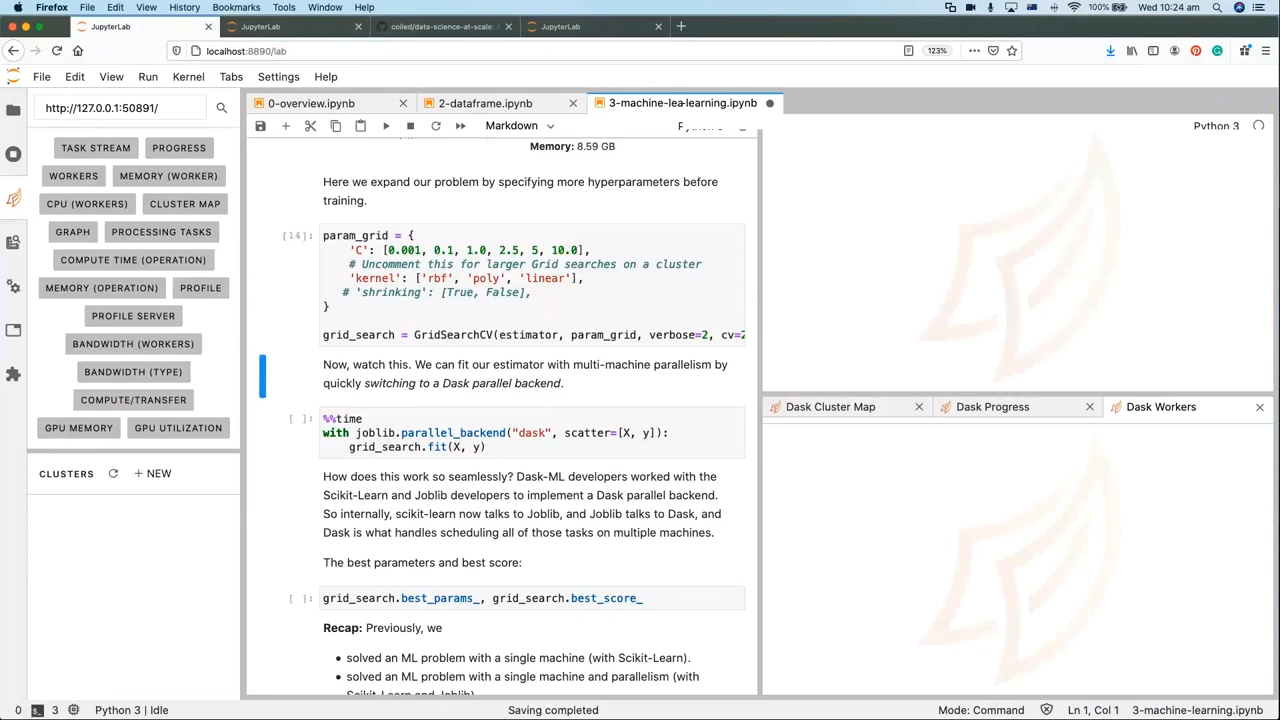 Firefox File Edit View History Bookmarks Tools Window Help 100% Wed 10:24 am
JupyterLab JupyterLab coiled/data-science-at-scale: JupyterLab
localhost:8890/lab 123%
File Edit View Run Kernel Tabs Settings Help
http://127.0.0.1:50891/
TASK STREAM PROGRESS
WORKERS MEMORY (WORKER)
CPU (WORKERS) CLUSTER MAP
GRAPH PROCESSING TASKS
COMPUTE TIME (OPERATION)
MEMORY (OPERATION) PROFILE
PROFILE SERVER
BANDWIDTH (WORKERS)
BANDWIDTH (TYPE)
COMPUTE/TRANSFER
GPU MEMORY GPU UTILIZATION
CLUSTERS + NEW
0-overview.ipynb 2-dataframe.ipynb 3-machine-lea-learning.ipynb
Markdown Python 3
Memory: 8.59 GB
Here we expand our problem by specifying more hyperparameters before
training.
[14]: param_grid = {
'C': [0.001, 0.1, 1.0, 2.5, 5, 10.0],
# Uncomment this for larger Grid searches on a cluster
'kernel': ['rbf', 'poly', 'linear'],
# 'shrinking': [True, False],
}
grid_search = GridSearchCV(estimator, param_grid, verbose=2, cv=2
Now, watch this. We can fit our estimator with multi-machine parallelism by
quickly switching to a Dask parallel backend.
[ ]: %%time
with joblib.parallel_backend("dask", scatter=[X, y]):
grid_search.fit(X, y)
How does this work so seamlessly? Dask-ML developers worked with the
Scikit-Learn and Joblib developers to implement a Dask parallel backend.
So internally, scikit-learn now talks to Joblib, and Joblib talks to Dask, and
Dask is what handles scheduling all of those tasks on multiple machines.
The best parameters and best score:
[ ]: grid_search.best_params_, grid_search.best_score_
Recap: Previously, we
• solved an ML problem with a single machine (with Scikit-Learn).
• solved an ML problem with a single machine and parallelism (with
Scikit-Learn and Joblib)
Python 3
Dask Cluster Map Dask Progress Dask Workers
0 3 Python 3 | Idle Saving completed Mode: Command Ln 1, Col 1 3-machine-learning.ipynb